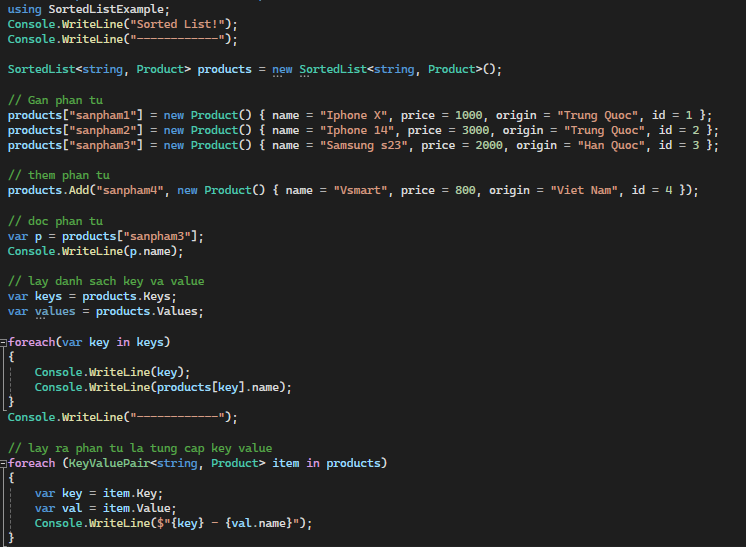 using SortedListExample;
Console.WriteLine("Sorted List!");
Console.WriteLine("------------");
SortedList<string, Product> products = new SortedList<string, Product>();
// Gan phan tu
products["sanpham1"] = new Product() { name = "Iphone X", price = 1000, origin = "Trung Quoc", id = 1 };
products["sanpham2"] = new Product() { name = "Iphone 14", price = 3000, origin = "Trung Quoc", id = 2 };
products["sanpham3"] = new Product() { name = "Samsung s23", price = 2000, origin = "Han Quoc", id = 3 };
// them phan tu
products.Add("sanpham4", new Product() { name = "Vsmart", price = 800, origin = "Viet Nam", id = 4 });
// doc phan tu
var p = products["sanpham3"];
Console.WriteLine(p.name);
// lay danh sach key va value
var keys = products.Keys;
var values = products.Values;
foreach(var key in keys)
{
Console.WriteLine(key);
Console.WriteLine(products[key].name);
}
Console.WriteLine("------------");
// lay ra phan tu la tung cap key value
foreach (KeyValuePair<string, Product> item in products)
{
var key = item.Key;
var val = item.Value;
Console.WriteLine($"{key} - {val.name}");
}